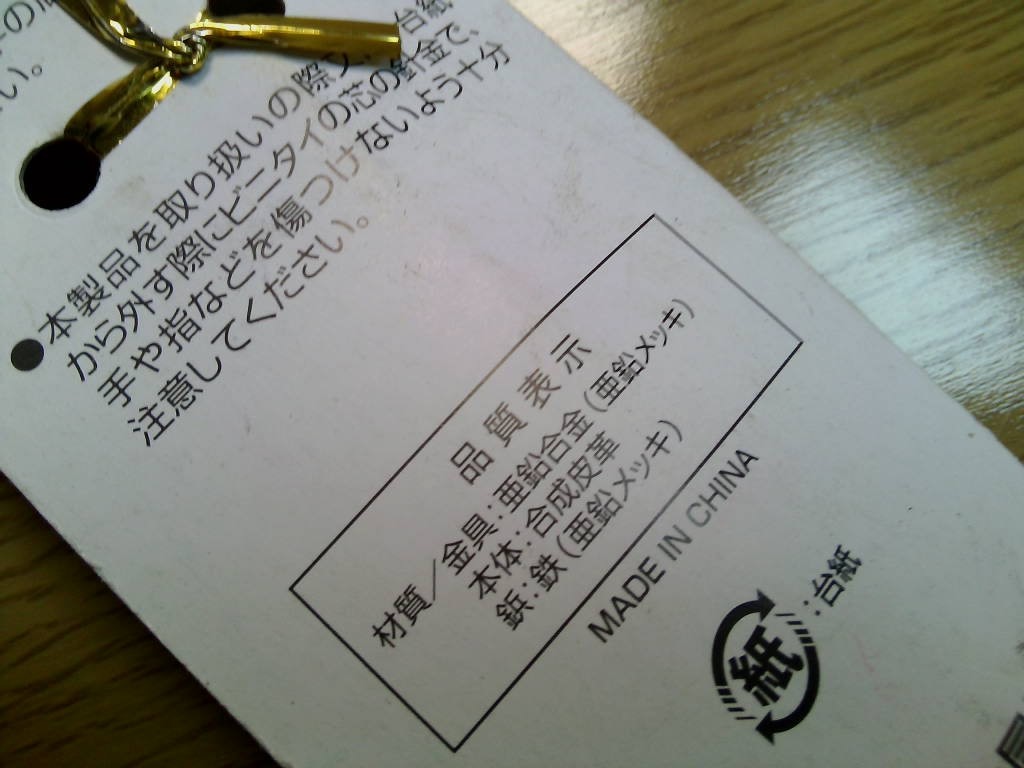 い。
●本製品を取り扱いの際又、台紙
から外す際にビニタイの芯の針金で、
手や指などを傷つけないよう十分
注意してください。
品質表示
材質／金具：亜鉛合金（亜鉛メッキ）
本体：合成皮革
鋲：鉄（亜鉛メッキ）
MADE IN CHINA
紙：台紙